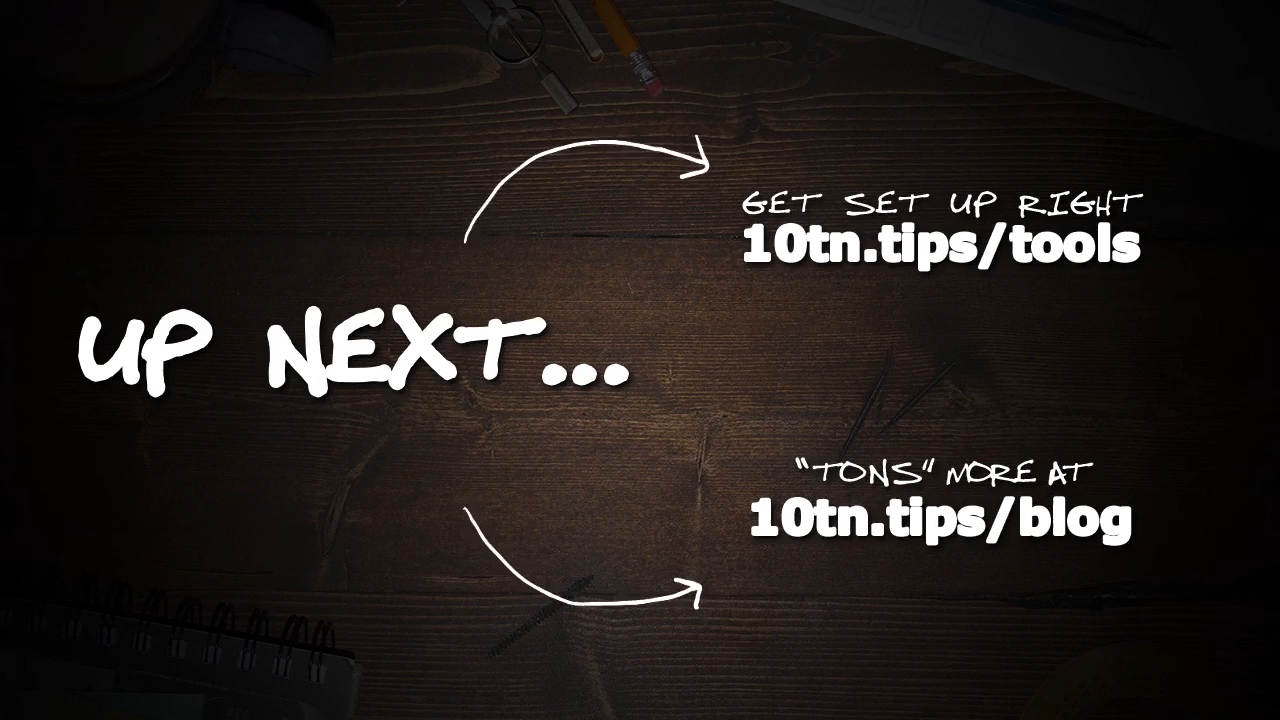 UP NEXT...
GET SET UP RIGHT
10tn.tips/tools
"TONS" MORE AT
10tn.tips/blog